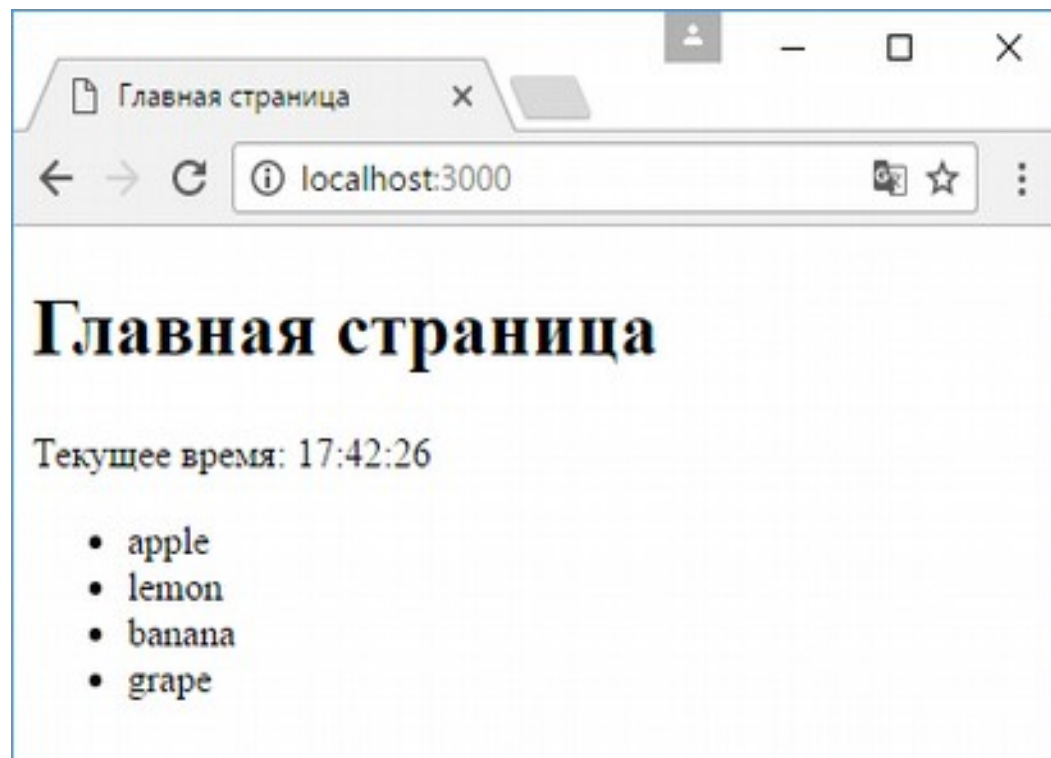 Главная страница
localhost:3000
Главная страница
Текущее время: 17:42:26
apple
lemon
banana
grape